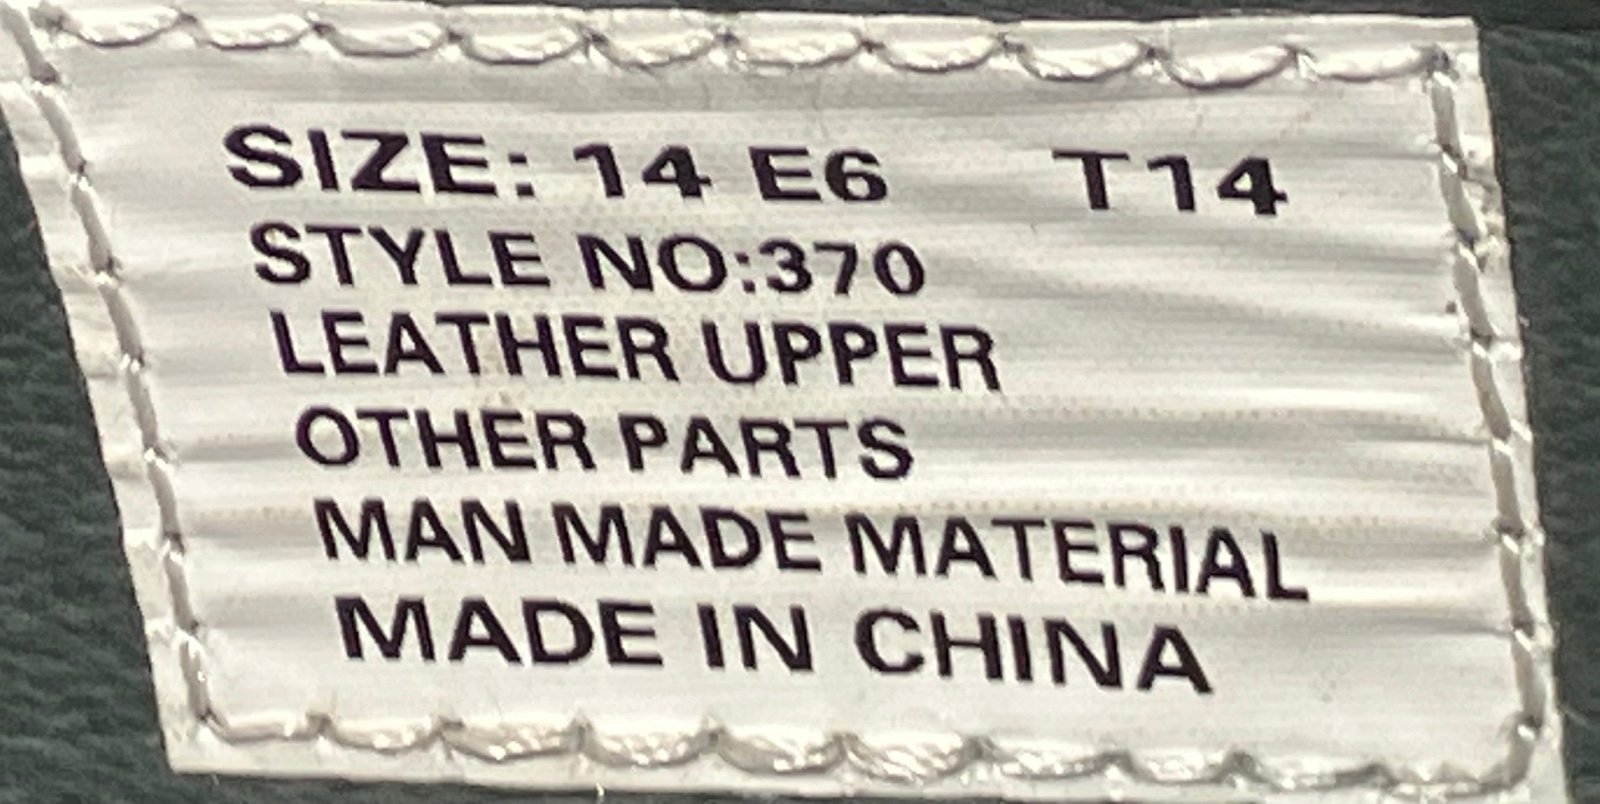 SIZE: 14 E6 T14
STYLE NO:370
LEATHER UPPER
OTHER PARTS
MAN MADE MATERIAL
MADE IN CHINA